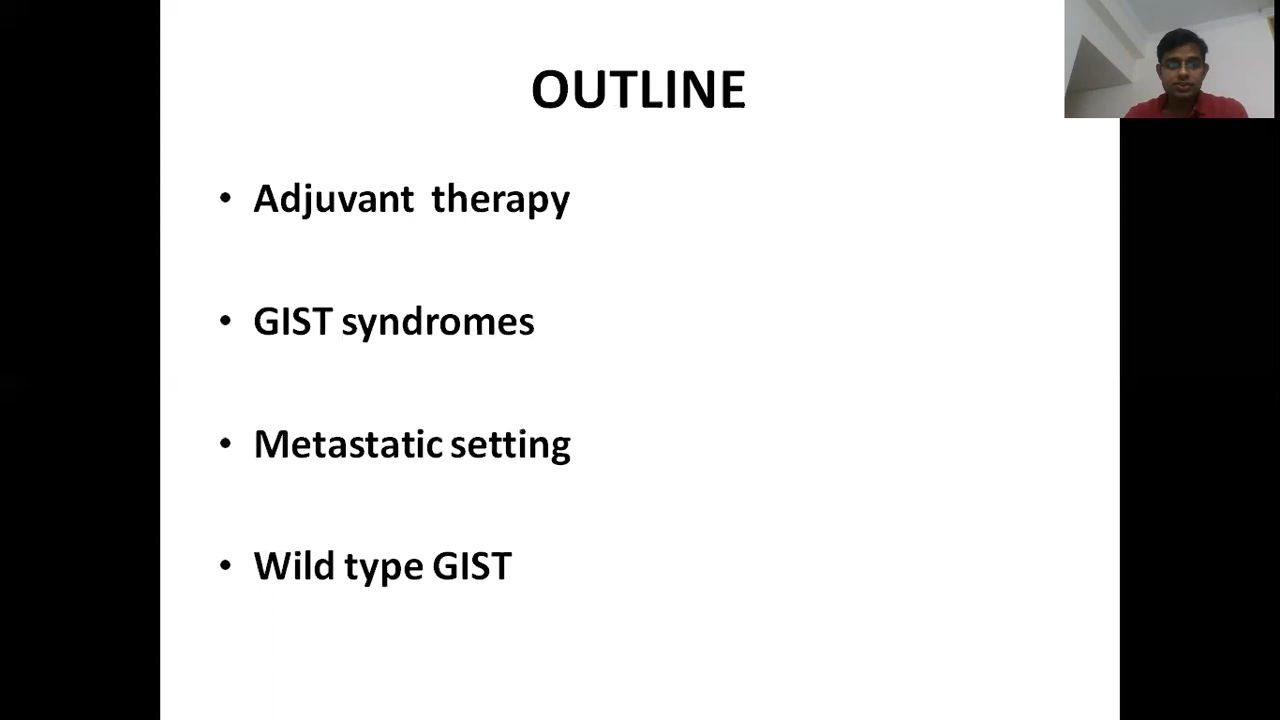 OUTLINE
• Adjuvant therapy
• GIST syndromes
• Metastatic setting
• Wild type GIST